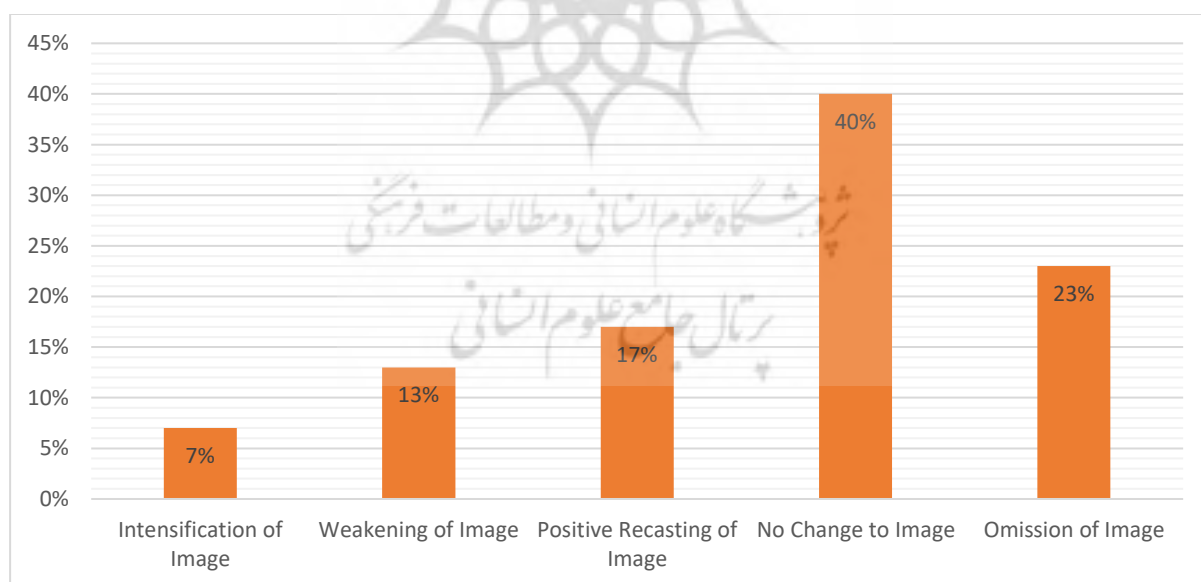 45%
40%
35%
30%
25%
20%
15%
10%
5%
0%
7%
13%
17%
40%
23%
Intensification of
Image
Weakening of Image
Positive Recasting of
Image
No Change to Image
Omission of Image
پژوهشگاه علوم انسانی و مطالعات فرهنگی
پرتال جامع علوم انسانی